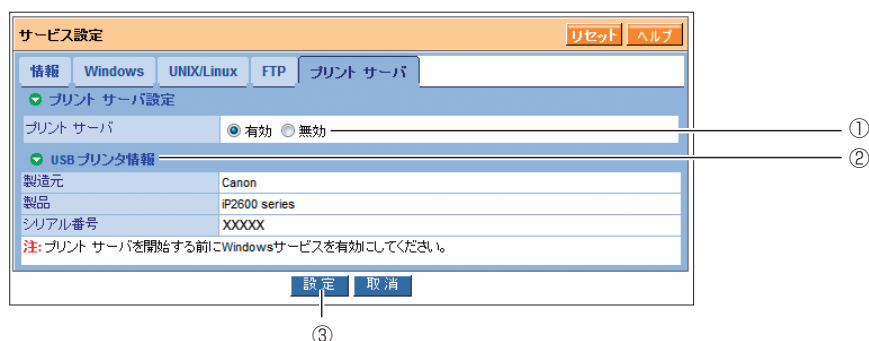 サービス設定 リセット ヘルプ
情報 Windows UNIX/Linux FTP プリント サーバ
プリント サーバ設定
プリント サーバ 有効 無効 ①
USB プリンタ情報 ②
製造元 Canon
製品 iP2600 series
シリアル番号 XXXXX
注: プリント サーバを開始する前にWindowsサービスを有効にしてください。
設定 取消
③